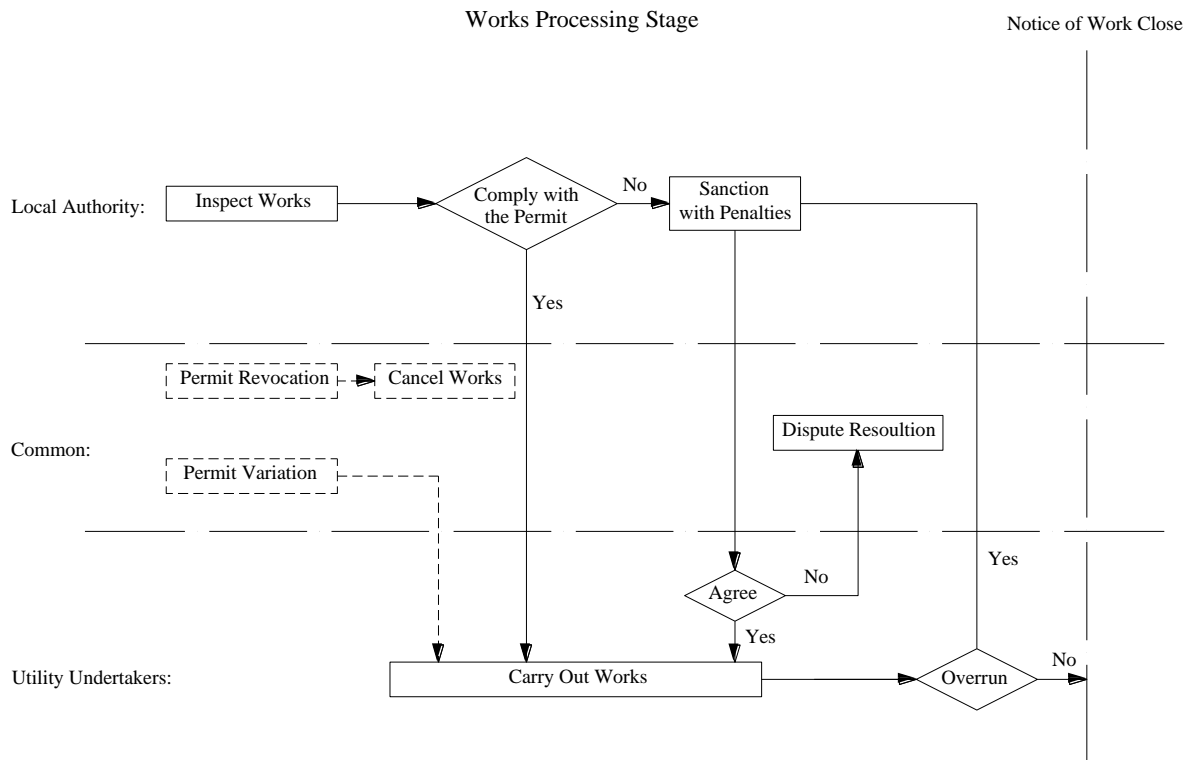 Works Processing Stage
Notice of Work Close
Local Authority:
Inspect Works
Comply with
the Permit
No
Sanction
with Penalties
Yes
Permit Revocation
Cancel Works
Common:
Dispute Resoultion
Permit Variation
Agree
No
Yes
Yes
Utility Undertakers:
Carry Out Works
Overrun
No